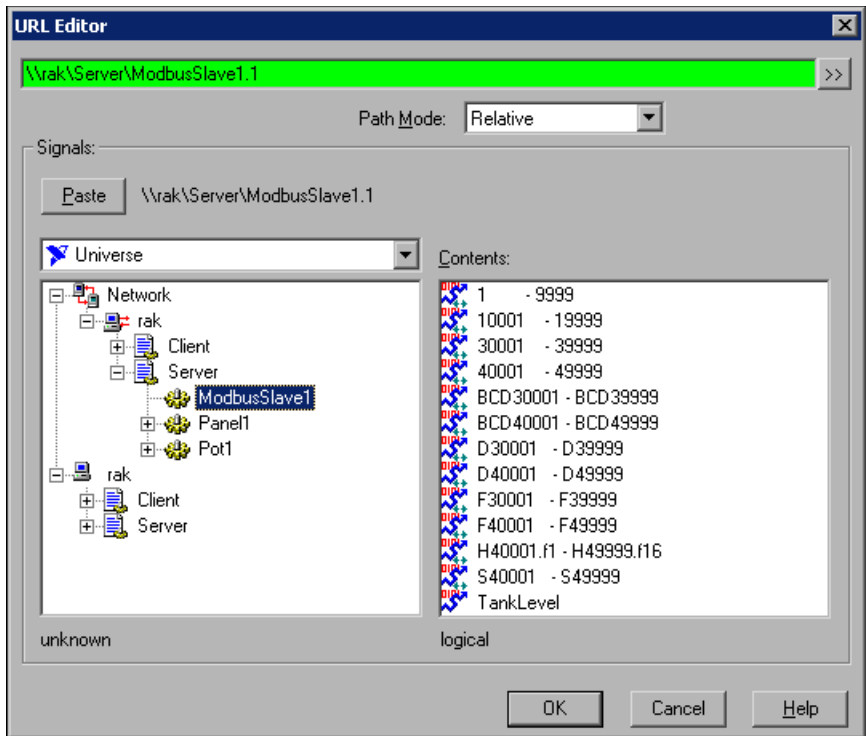 URL Editor
\\rak\Server\ModbusSlave1.1 >>
Path Mode: Relative
Signals:
Paste \\rak\Server\ModbusSlave1.1
Universe
Network
rak
Client
Server
ModbusSlave1
Panel1
Pot1
rak
Client
Server
unknown
Contents:
1 - 9999
10001 - 19999
30001 - 39999
40001 - 49999
BCD30001 - BCD39999
BCD40001 - BCD49999
D30001 - D39999
D40001 - D49999
F30001 - F39999
F40001 - F49999
H40001.f1 - H49999.f16
S40001 - S49999
TankLevel
logical
OK Cancel Help